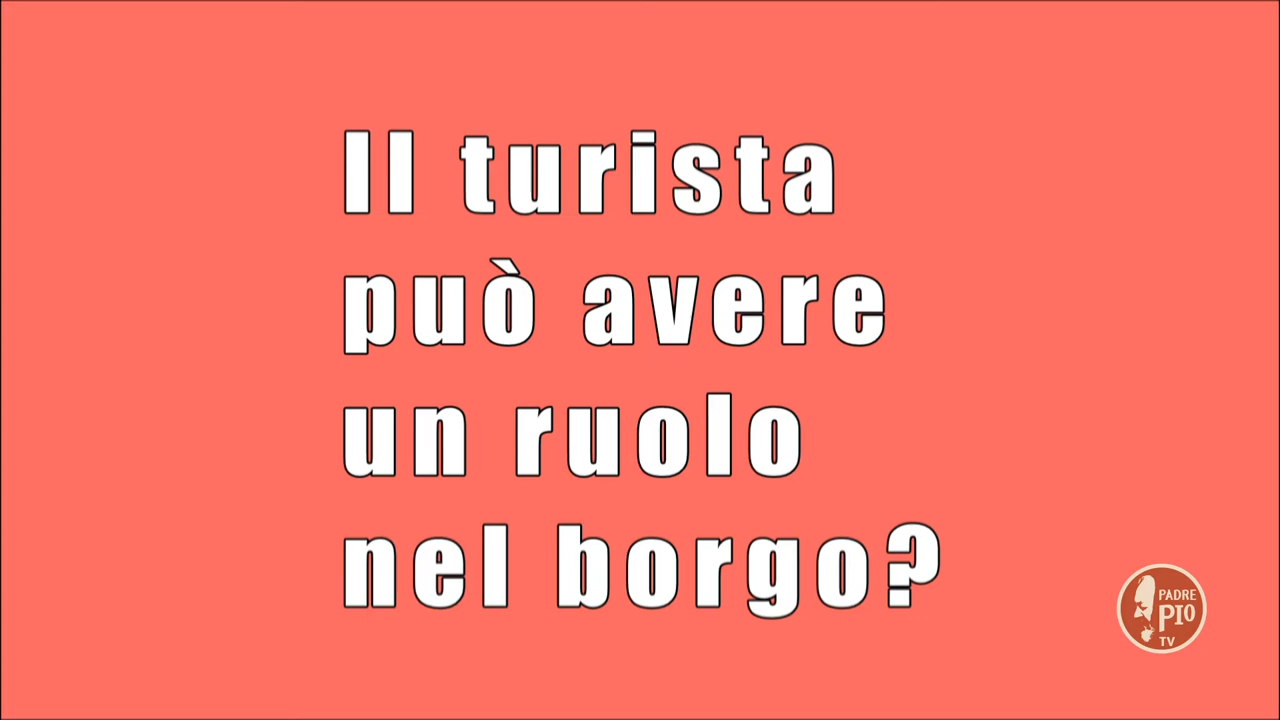 Il turista
può avere
un ruolo
nel borgo?
PADRE
PIO
TV